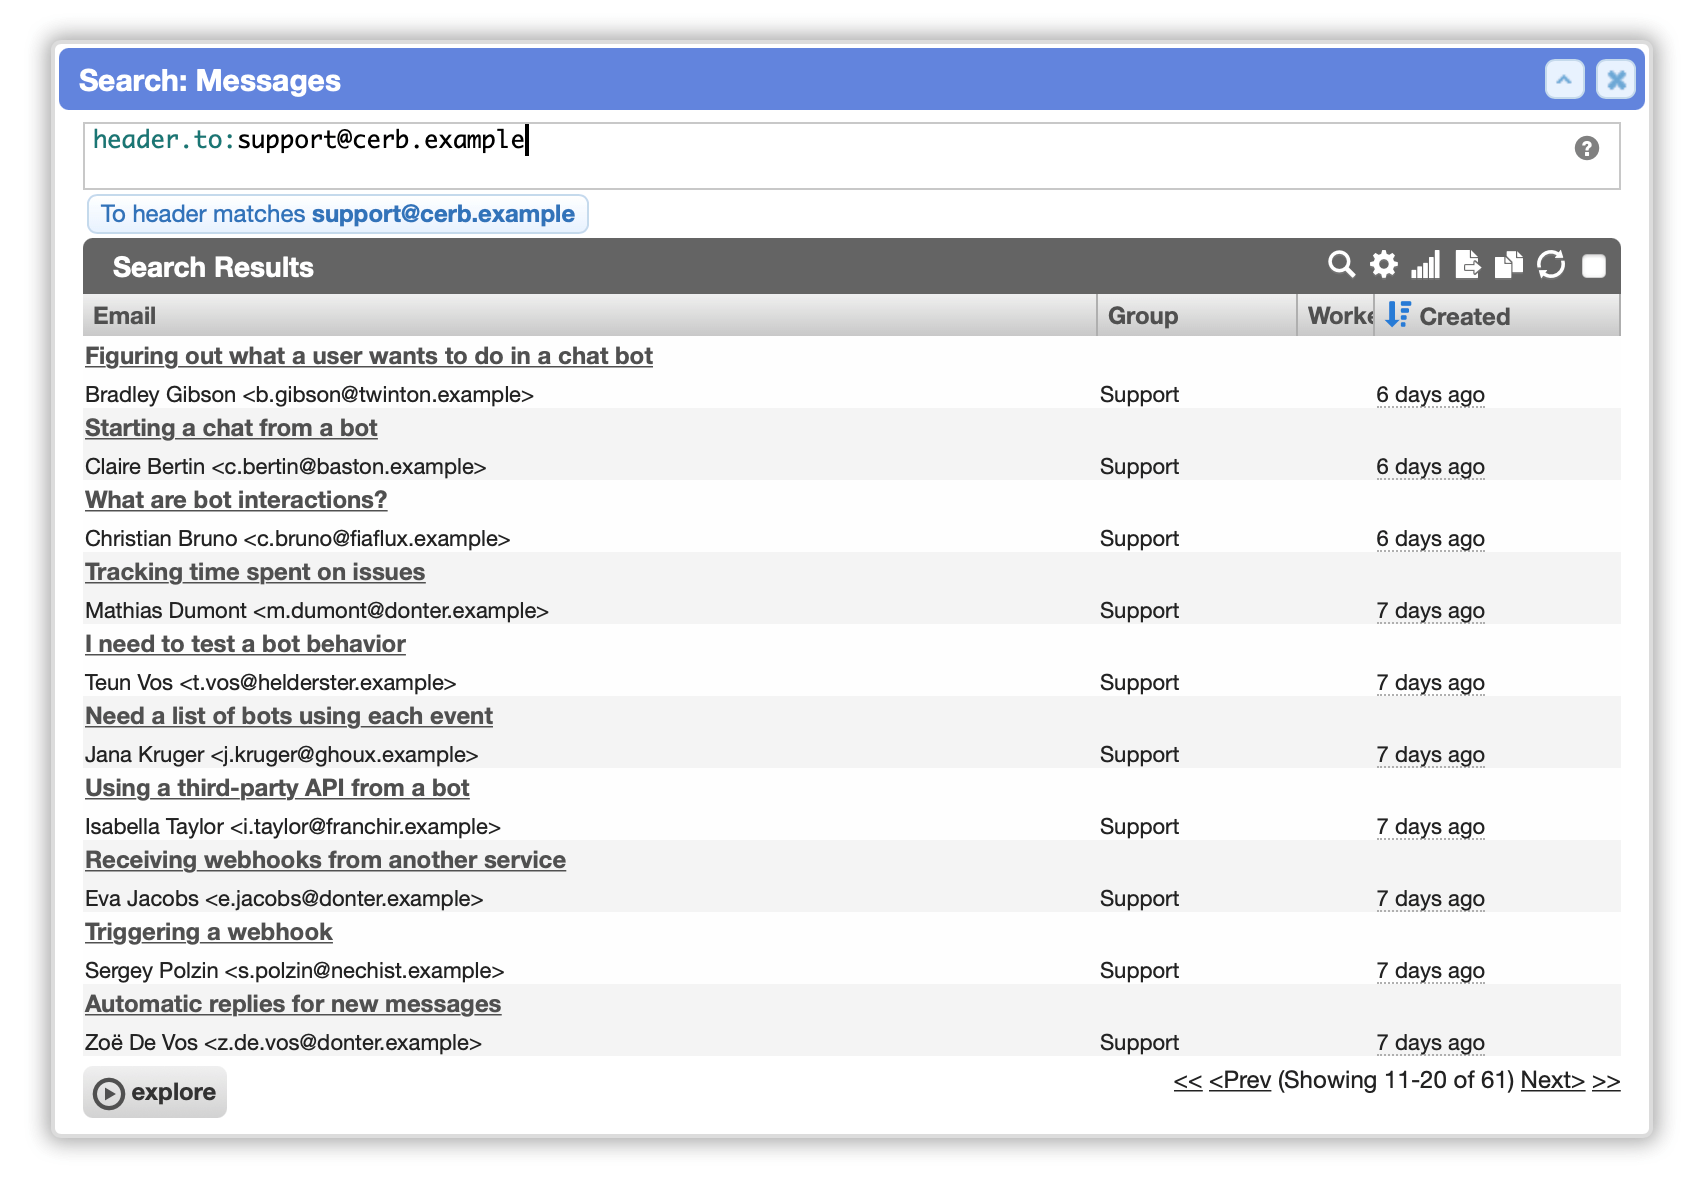 Search: Messages
header.to:support@cerb.example
To header matches support@cerb.example
Search Results
Email Group Worke Created
Figuring out what a user wants to do in a chat bot
Bradley Gibson <b.gibson@twinton.example> Support 6 days ago
Starting a chat from a bot
Claire Bertin <c.bertin@baston.example> Support 6 days ago
What are bot interactions?
Christian Bruno <c.bruno@fiaflux.example> Support 6 days ago
Tracking time spent on issues
Mathias Dumont <m.dumont@donter.example> Support 7 days ago
I need to test a bot behavior
Teun Vos <t.vos@helderster.example> Support 7 days ago
Need a list of bots using each event
Jana Kruger <j.kruger@ghoux.example> Support 7 days ago
Using a third-party API from a bot
Isabella Taylor <i.taylor@franchir.example> Support 7 days ago
Receiving webhooks from another service
Eva Jacobs <e.jacobs@donter.example> Support 7 days ago
Triggering a webhook
Sergey Polzin <s.polzin@nechist.example> Support 7 days ago
Automatic replies for new messages
Zoë De Vos <z.de.vos@donter.example> Support 7 days ago
explore << <Prev (Showing 11-20 of 61) Next> >>